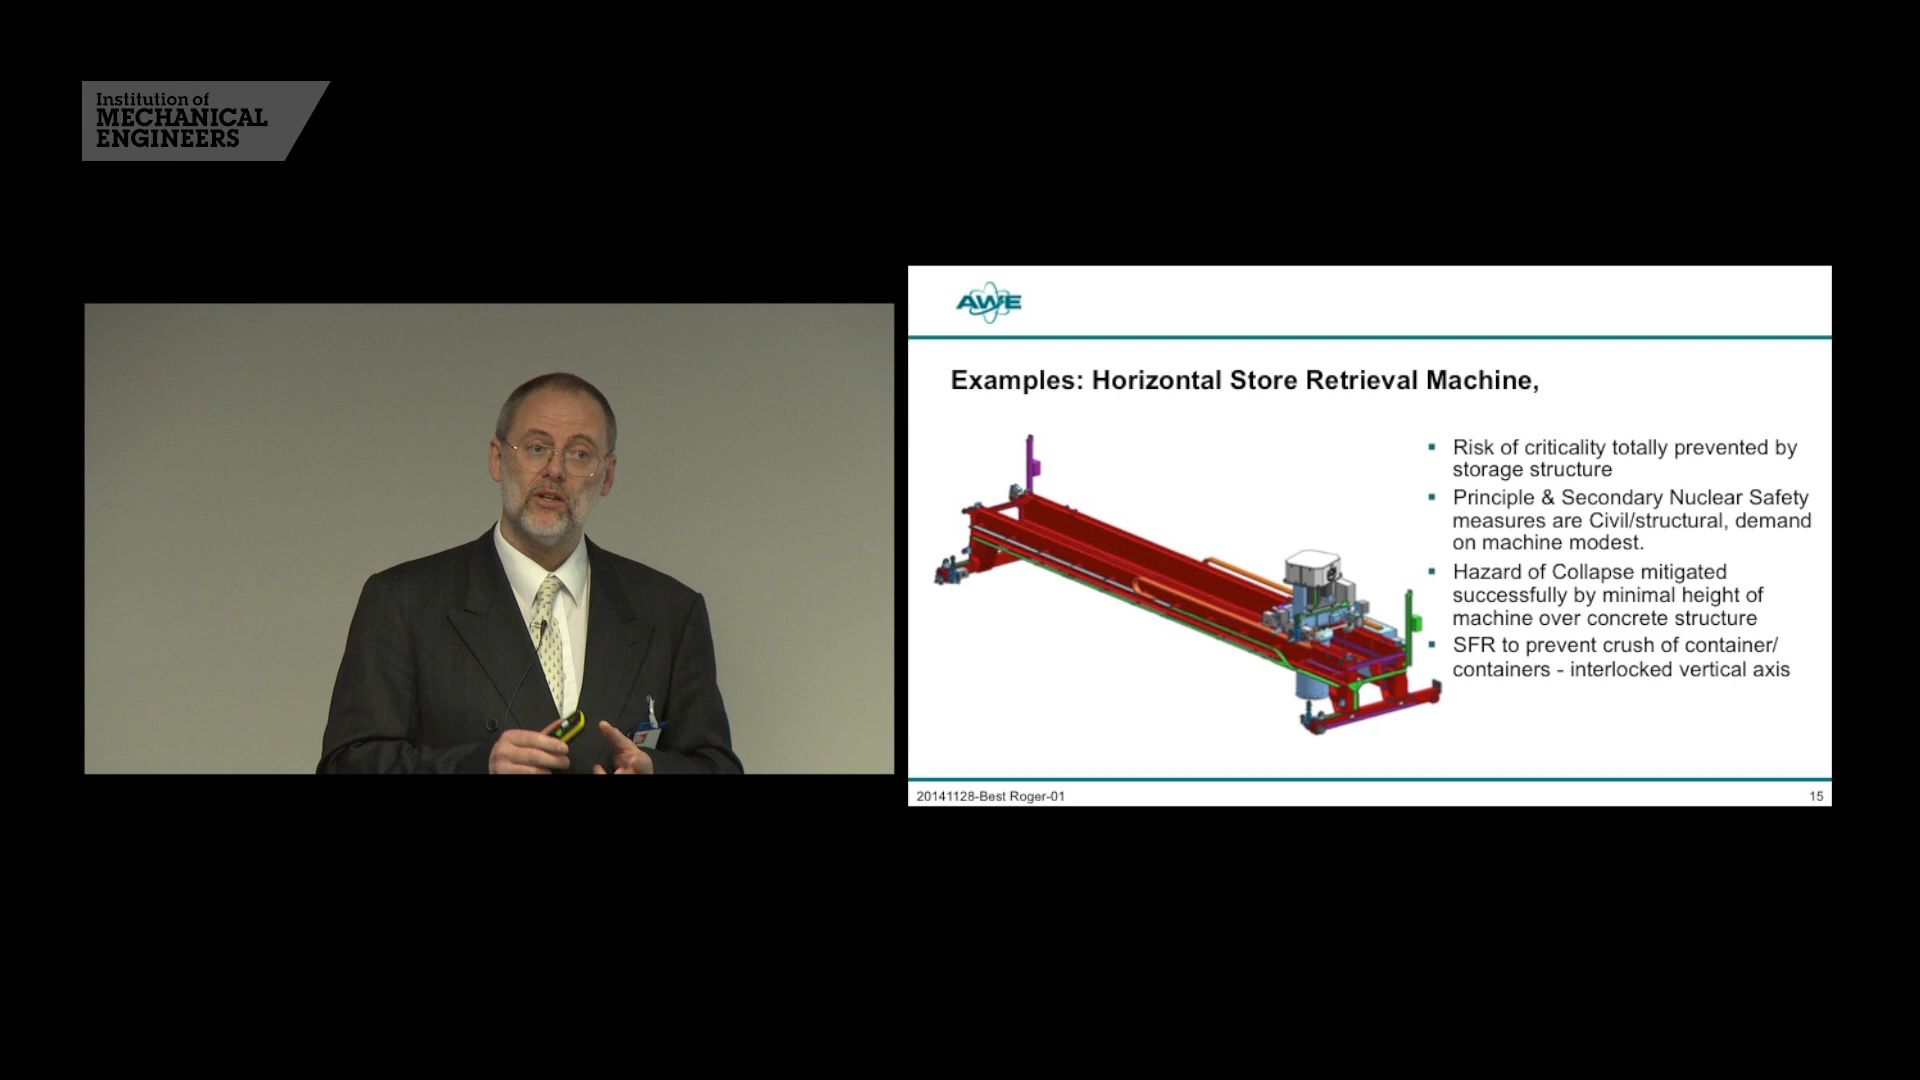 Institution of
MECHANICAL
ENGINEERS
AWE
Examples: Horizontal Store Retrieval Machine,
Risk of criticality totally prevented by
storage structure
Principle & Secondary Nuclear Safety
measures are Civil/structural, demand
on machine modest.
Hazard of Collapse mitigated
successfully by minimal height of
machine over concrete structure
SFR to prevent crush of container/
containers - interlocked vertical axis
20141128-Best Roger-01
15